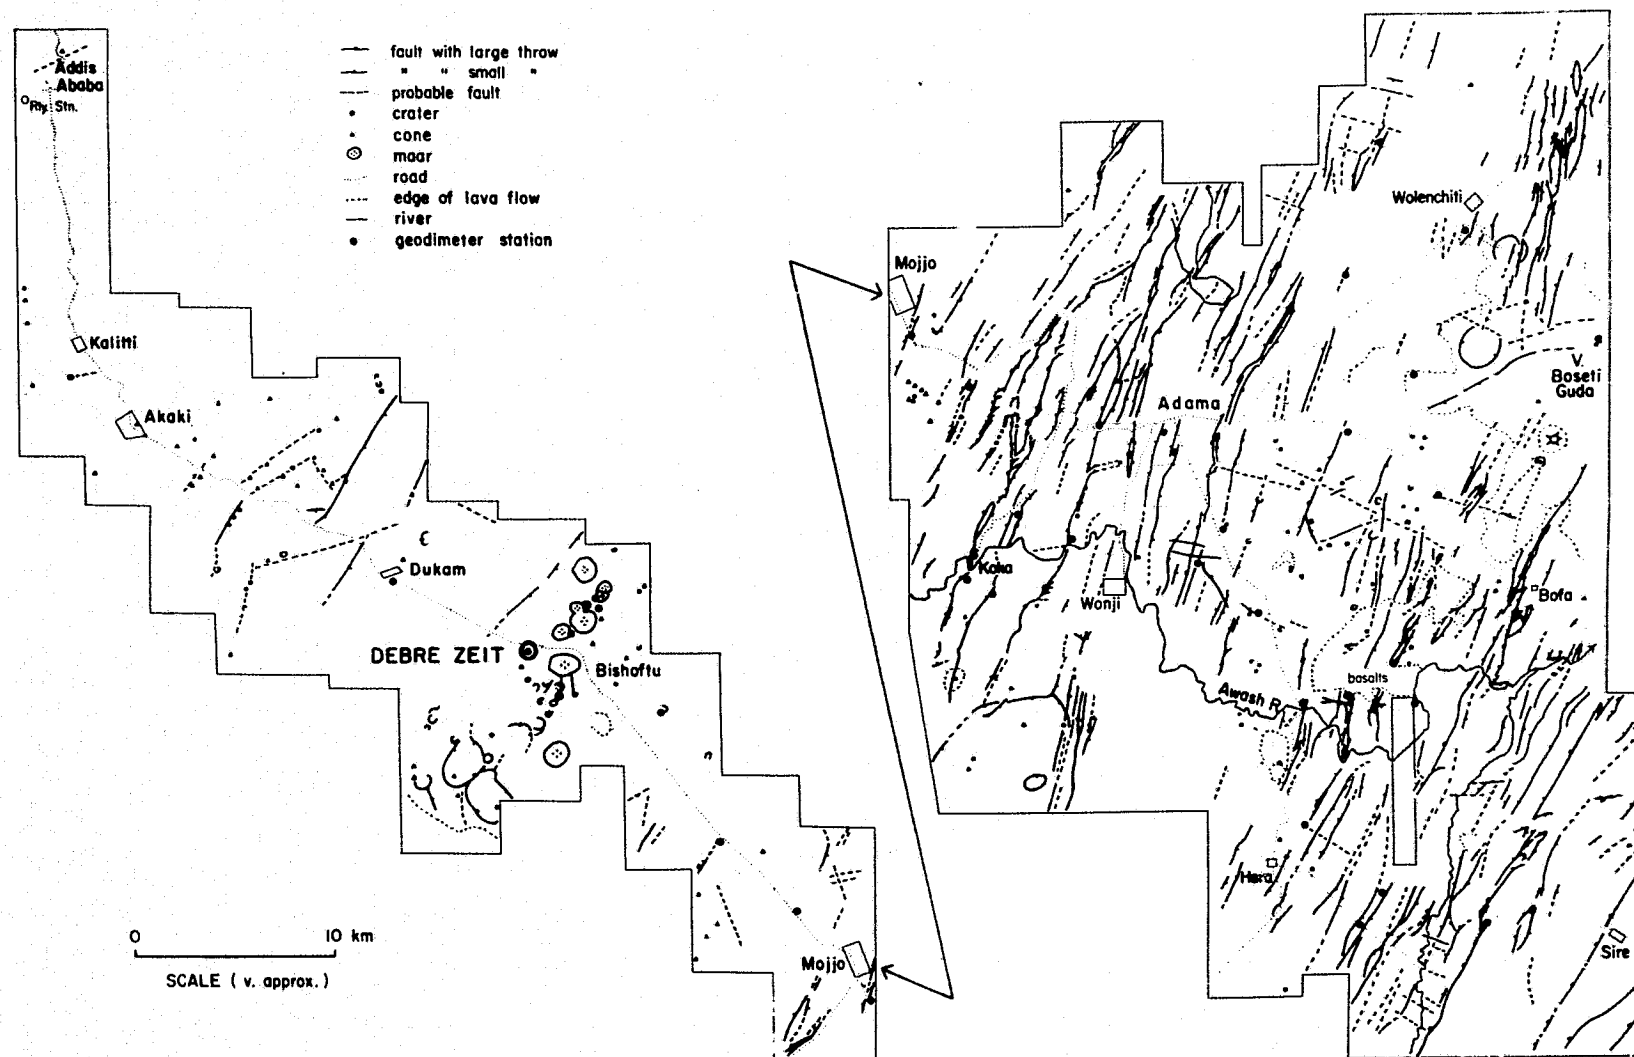 Addis
Ababa
Rly. Stn.
Kalitti
Akaki
Dukam
DEBRE ZEIT
Bishoftu
Mojjo
0 10 km
SCALE ( v. approx. )
fault with large throw
" " small "
probable fault
crater
cone
maar
road
edge of lava flow
river
geodimeter station
Mojjo
Wolenchiti
V.
Boseti
Guda
Adama
Koka
Wonji
Bofa
basalts
Awash R.
Hera
Sire